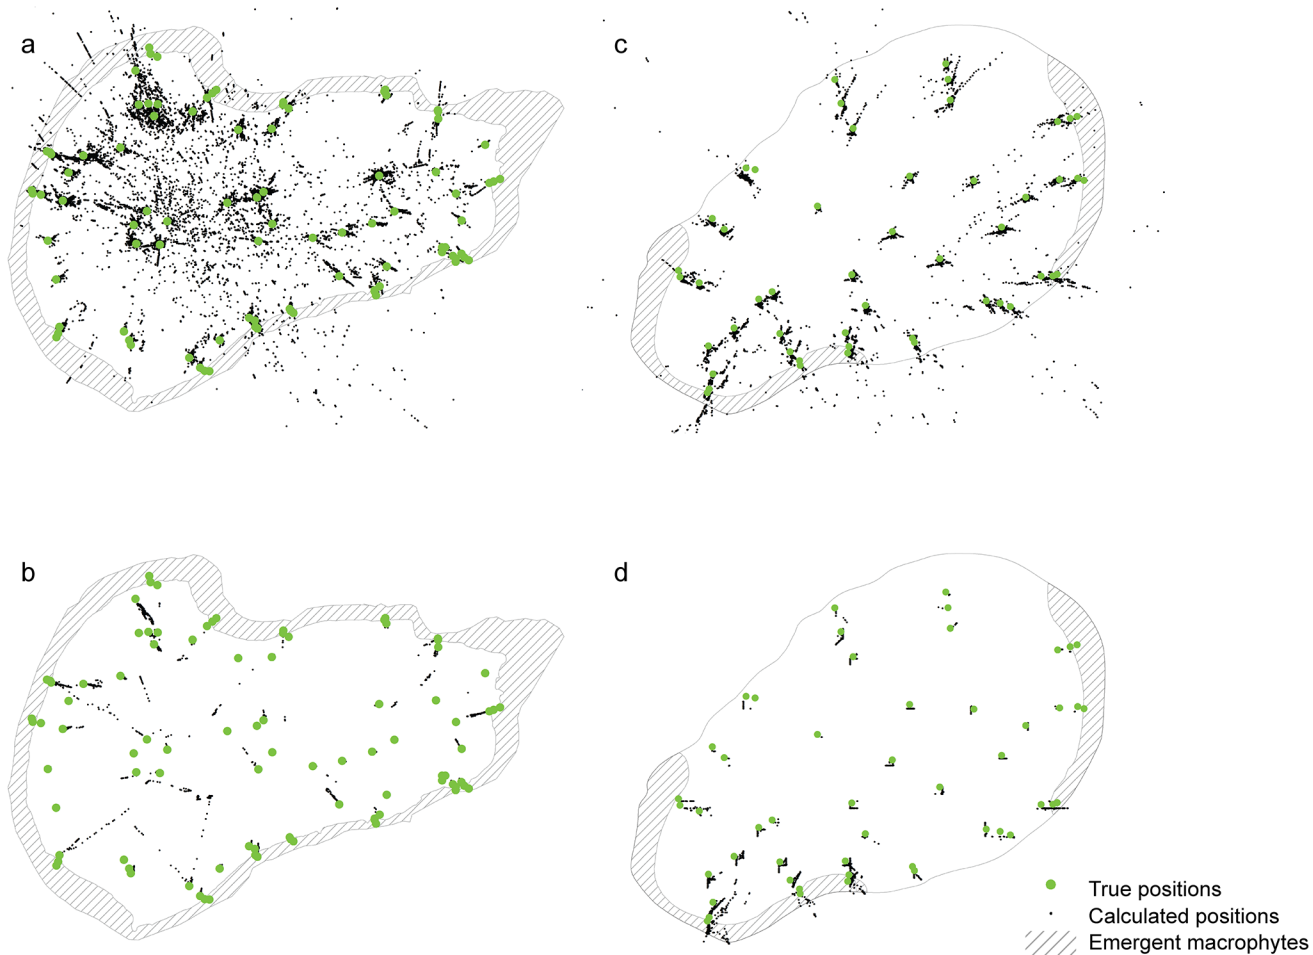 a
c
b
d
True positions
Calculated positions
Emergent macrophytes